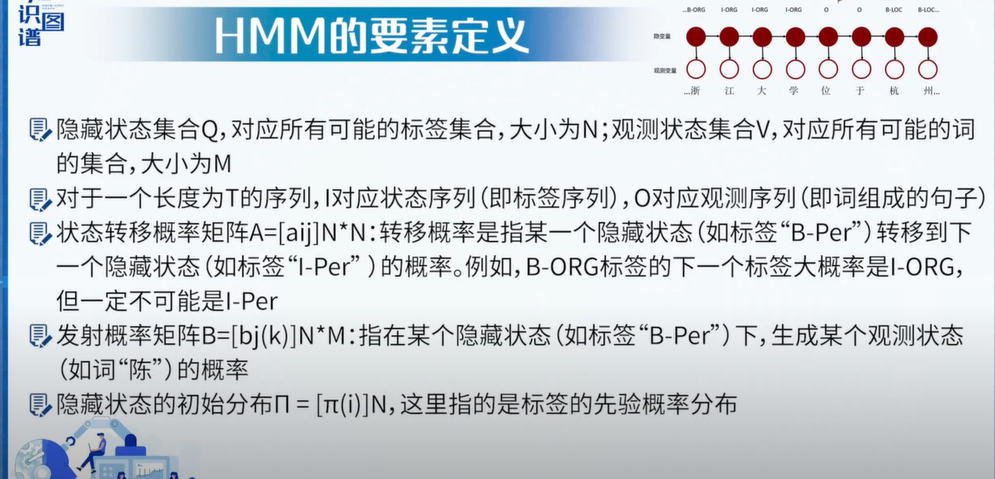 识图
谱
HMM的要素定义
...B-ORG I-ORG I-ORG I-ORG O O B-LOC B-LOC...
隐变量
观测变量
...浙 江 大 学 位 于 杭 州...
隐藏状态集合Q，对应所有可能的标签集合，大小为N；观测状态集合V，对应所有可能的词
的集合，大小为M
对于一个长度为T的序列，I对应状态序列（即标签序列），O对应观测序列（即词组成的句子）
状态转移概率矩阵A=[aij]N*N：转移概率是指某一个隐藏状态（如标签“B-Per”）转移到下
一个隐藏状态（如标签“I-Per” ）的概率。例如，B-ORG标签的下一个标签大概率是I-ORG，
但一定不可能是I-Per
发射概率矩阵B=[bj(k)]N*M：指在某个隐藏状态（如标签“B-Per”）下，生成某个观测状态
（如词“陈”）的概率
隐藏状态的初始分布Π = [π(i)]N，这里指的是标签的先验概率分布